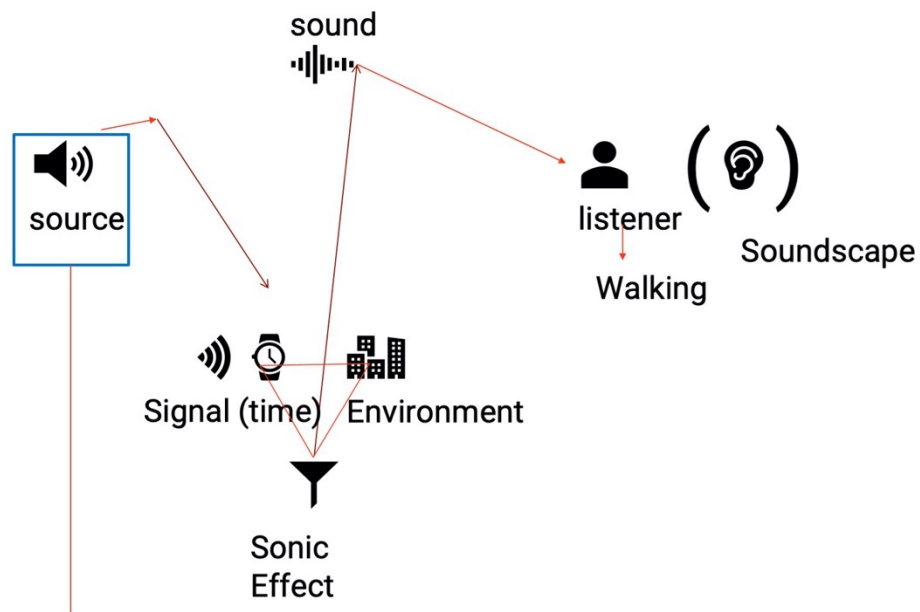 sound
source
listener
Soundscape
Walking
Signal (time)
Environment
Sonic
Effect